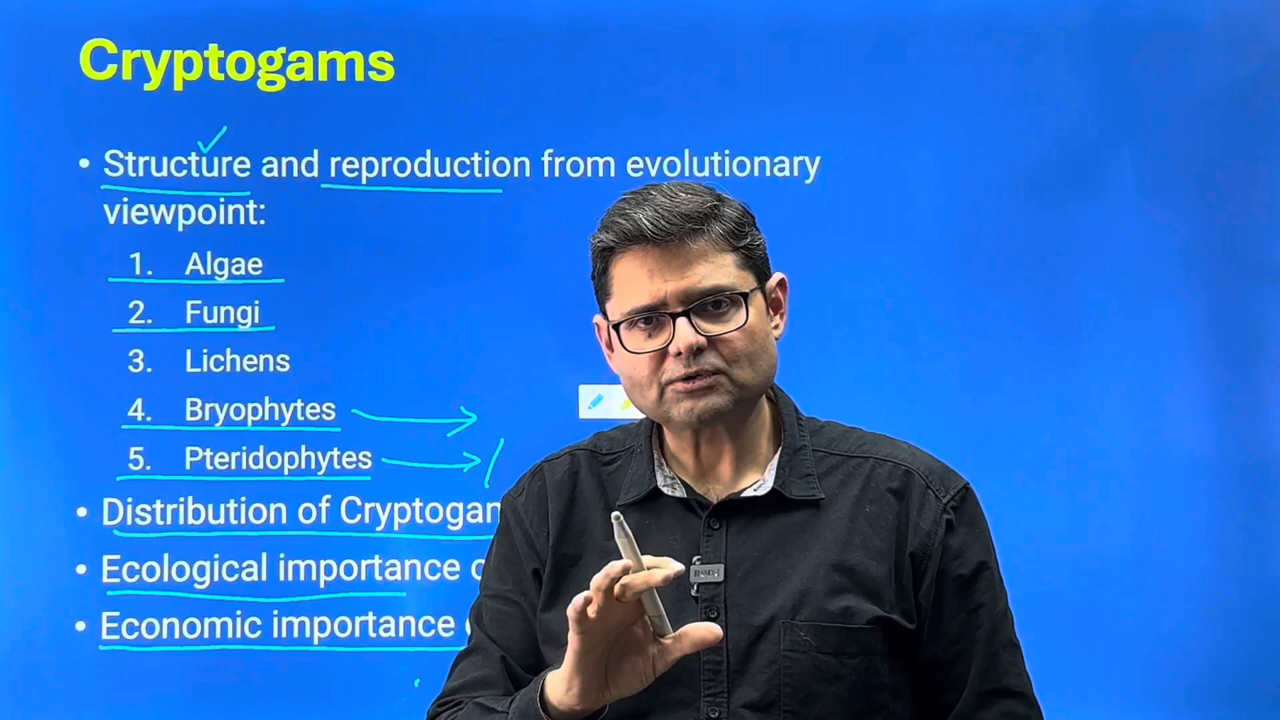 Cryptogams
• Structure and reproduction from evolutionary
viewpoint:
1. Algae
2. Fungi
3. Lichens
4. Bryophytes
5. Pteridophytes
• Distribution of
• Ecological importance
• Economic importance